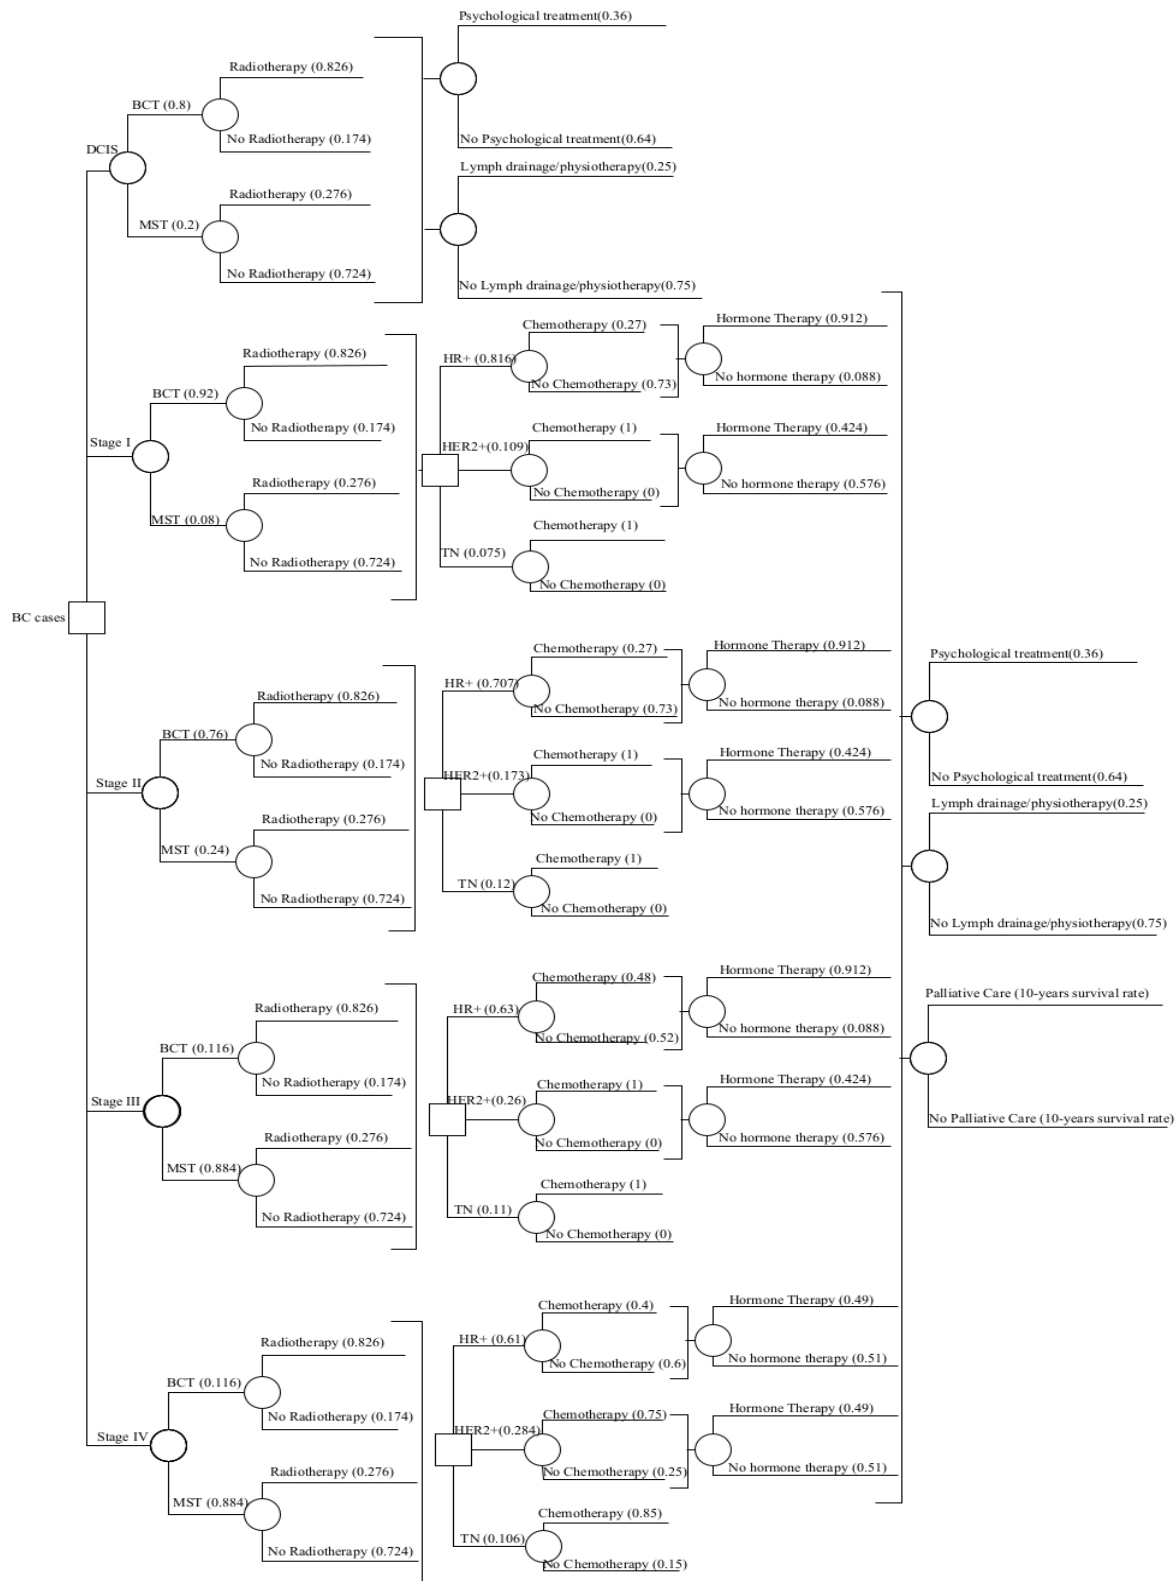 BC cases
DCIS
BCT (0.8)
Radiotherapy (0.826)
No Radiotherapy (0.174)
MST (0.2)
Radiotherapy (0.276)
No Radiotherapy (0.724)
Psychological treatment(0.36)
No Psychological treatment(0.64)
Lymph drainage/physiotherapy(0.25)
No Lymph drainage/physiotherapy(0.75)
Stage I
BCT (0.92)
Radiotherapy (0.826)
No Radiotherapy (0.174)
MST (0.08)
Radiotherapy (0.276)
No Radiotherapy (0.724)
HR+ (0.816)
Chemotherapy (0.27)
No Chemotherapy (0.73)
Hormone Therapy (0.912)
No hormone therapy (0.088)
HER2+(0.109)
Chemotherapy (1)
No Chemotherapy (0)
Hormone Therapy (0.424)
No hormone therapy (0.576)
TN (0.075)
Chemotherapy (1)
No Chemotherapy (0)
Stage II
BCT (0.76)
Radiotherapy (0.826)
No Radiotherapy (0.174)
MST (0.24)
Radiotherapy (0.276)
No Radiotherapy (0.724)
HR+ (0.707)
Chemotherapy (0.27)
No Chemotherapy (0.73)
Hormone Therapy (0.912)
No hormone therapy (0.088)
HER2+(0.173)
Chemotherapy (1)
No Chemotherapy (0)
Hormone Therapy (0.424)
No hormone therapy (0.576)
TN (0.12)
Chemotherapy (1)
No Chemotherapy (0)
Stage III
BCT (0.116)
Radiotherapy (0.826)
No Radiotherapy (0.174)
MST (0.884)
Radiotherapy (0.276)
No Radiotherapy (0.724)
HR+ (0.63)
Chemotherapy (0.48)
No Chemotherapy (0.52)
Hormone Therapy (0.912)
No hormone therapy (0.088)
HER2+(0.26)
Chemotherapy (1)
No Chemotherapy (0)
Hormone Therapy (0.424)
No hormone therapy (0.576)
TN (0.11)
Chemotherapy (1)
No Chemotherapy (0)
Stage IV
BCT (0.116)
Radiotherapy (0.826)
No Radiotherapy (0.174)
MST (0.884)
Radiotherapy (0.276)
No Radiotherapy (0.724)
HR+ (0.61)
Chemotherapy (0.4)
No Chemotherapy (0.6)
Hormone Therapy (0.49)
No hormone therapy (0.51)
HER2+(0.284)
Chemotherapy (0.75)
No Chemotherapy (0.25)
Hormone Therapy (0.49)
No hormone therapy (0.51)
TN (0.106)
Chemotherapy (0.85)
No Chemotherapy (0.15)
Psychological treatment(0.36)
No Psychological treatment(0.64)
Lymph drainage/physiotherapy(0.25)
No Lymph drainage/physiotherapy(0.75)
Palliative Care (10-years survival rate)
No Palliative Care (10-years survival rate)